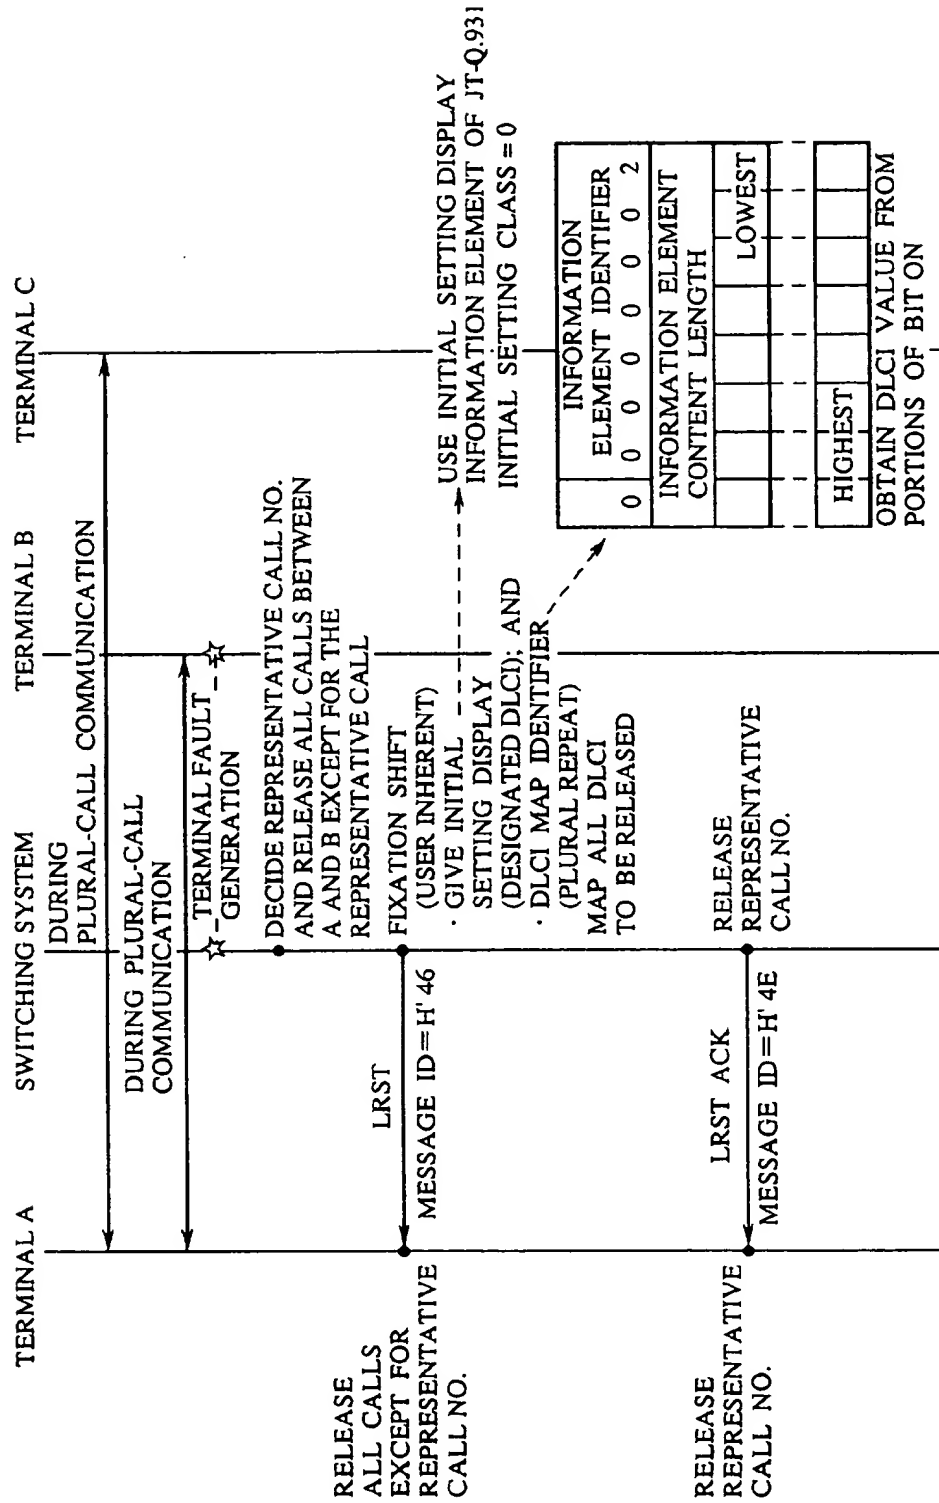 TERMINAL A
SWITCHING SYSTEM
TERMINAL B
TERMINAL C
DURING
PLURAL-CALL COMMUNICATION
DURING PLURAL-CALL
COMMUNICATION
TERMINAL FAULT
GENERATION
DECIDE REPRESENTATIVE CALL NO.
AND RELEASE ALL CALLS BETWEEN
A AND B EXCEPT FOR THE
REPRESENTATIVE CALL
RELEASE
ALL CALLS
EXCEPT FOR
REPRESENTATIVE
CALL NO.
LRST
MESSAGE ID=H' 46
FIXATION SHIFT
(USER INHERENT)
· GIVE INITIAL
SETTING DISPLAY
(DESIGNATED DLCI); AND
· DLCI MAP IDENTIFIER
(PLURAL REPEAT)
MAP ALL DLCI
TO BE RELEASED
USE INITIAL SETTING DISPLAY
INFORMATION ELEMENT OF JT-Q.931
INITIAL SETTING CLASS = 0
INFORMATION
ELEMENT IDENTIFIER
0 0 0 0 0 0 0 2
INFORMATION ELEMENT
CONTENT LENGTH
LOWEST
HIGHEST
OBTAIN DLCI VALUE FROM
PORTIONS OF BIT ON
RELEASE
REPRESENTATIVE
CALL NO.
LRST ACK
MESSAGE ID=H' 4E
RELEASE
REPRESENTATIVE
CALL NO.